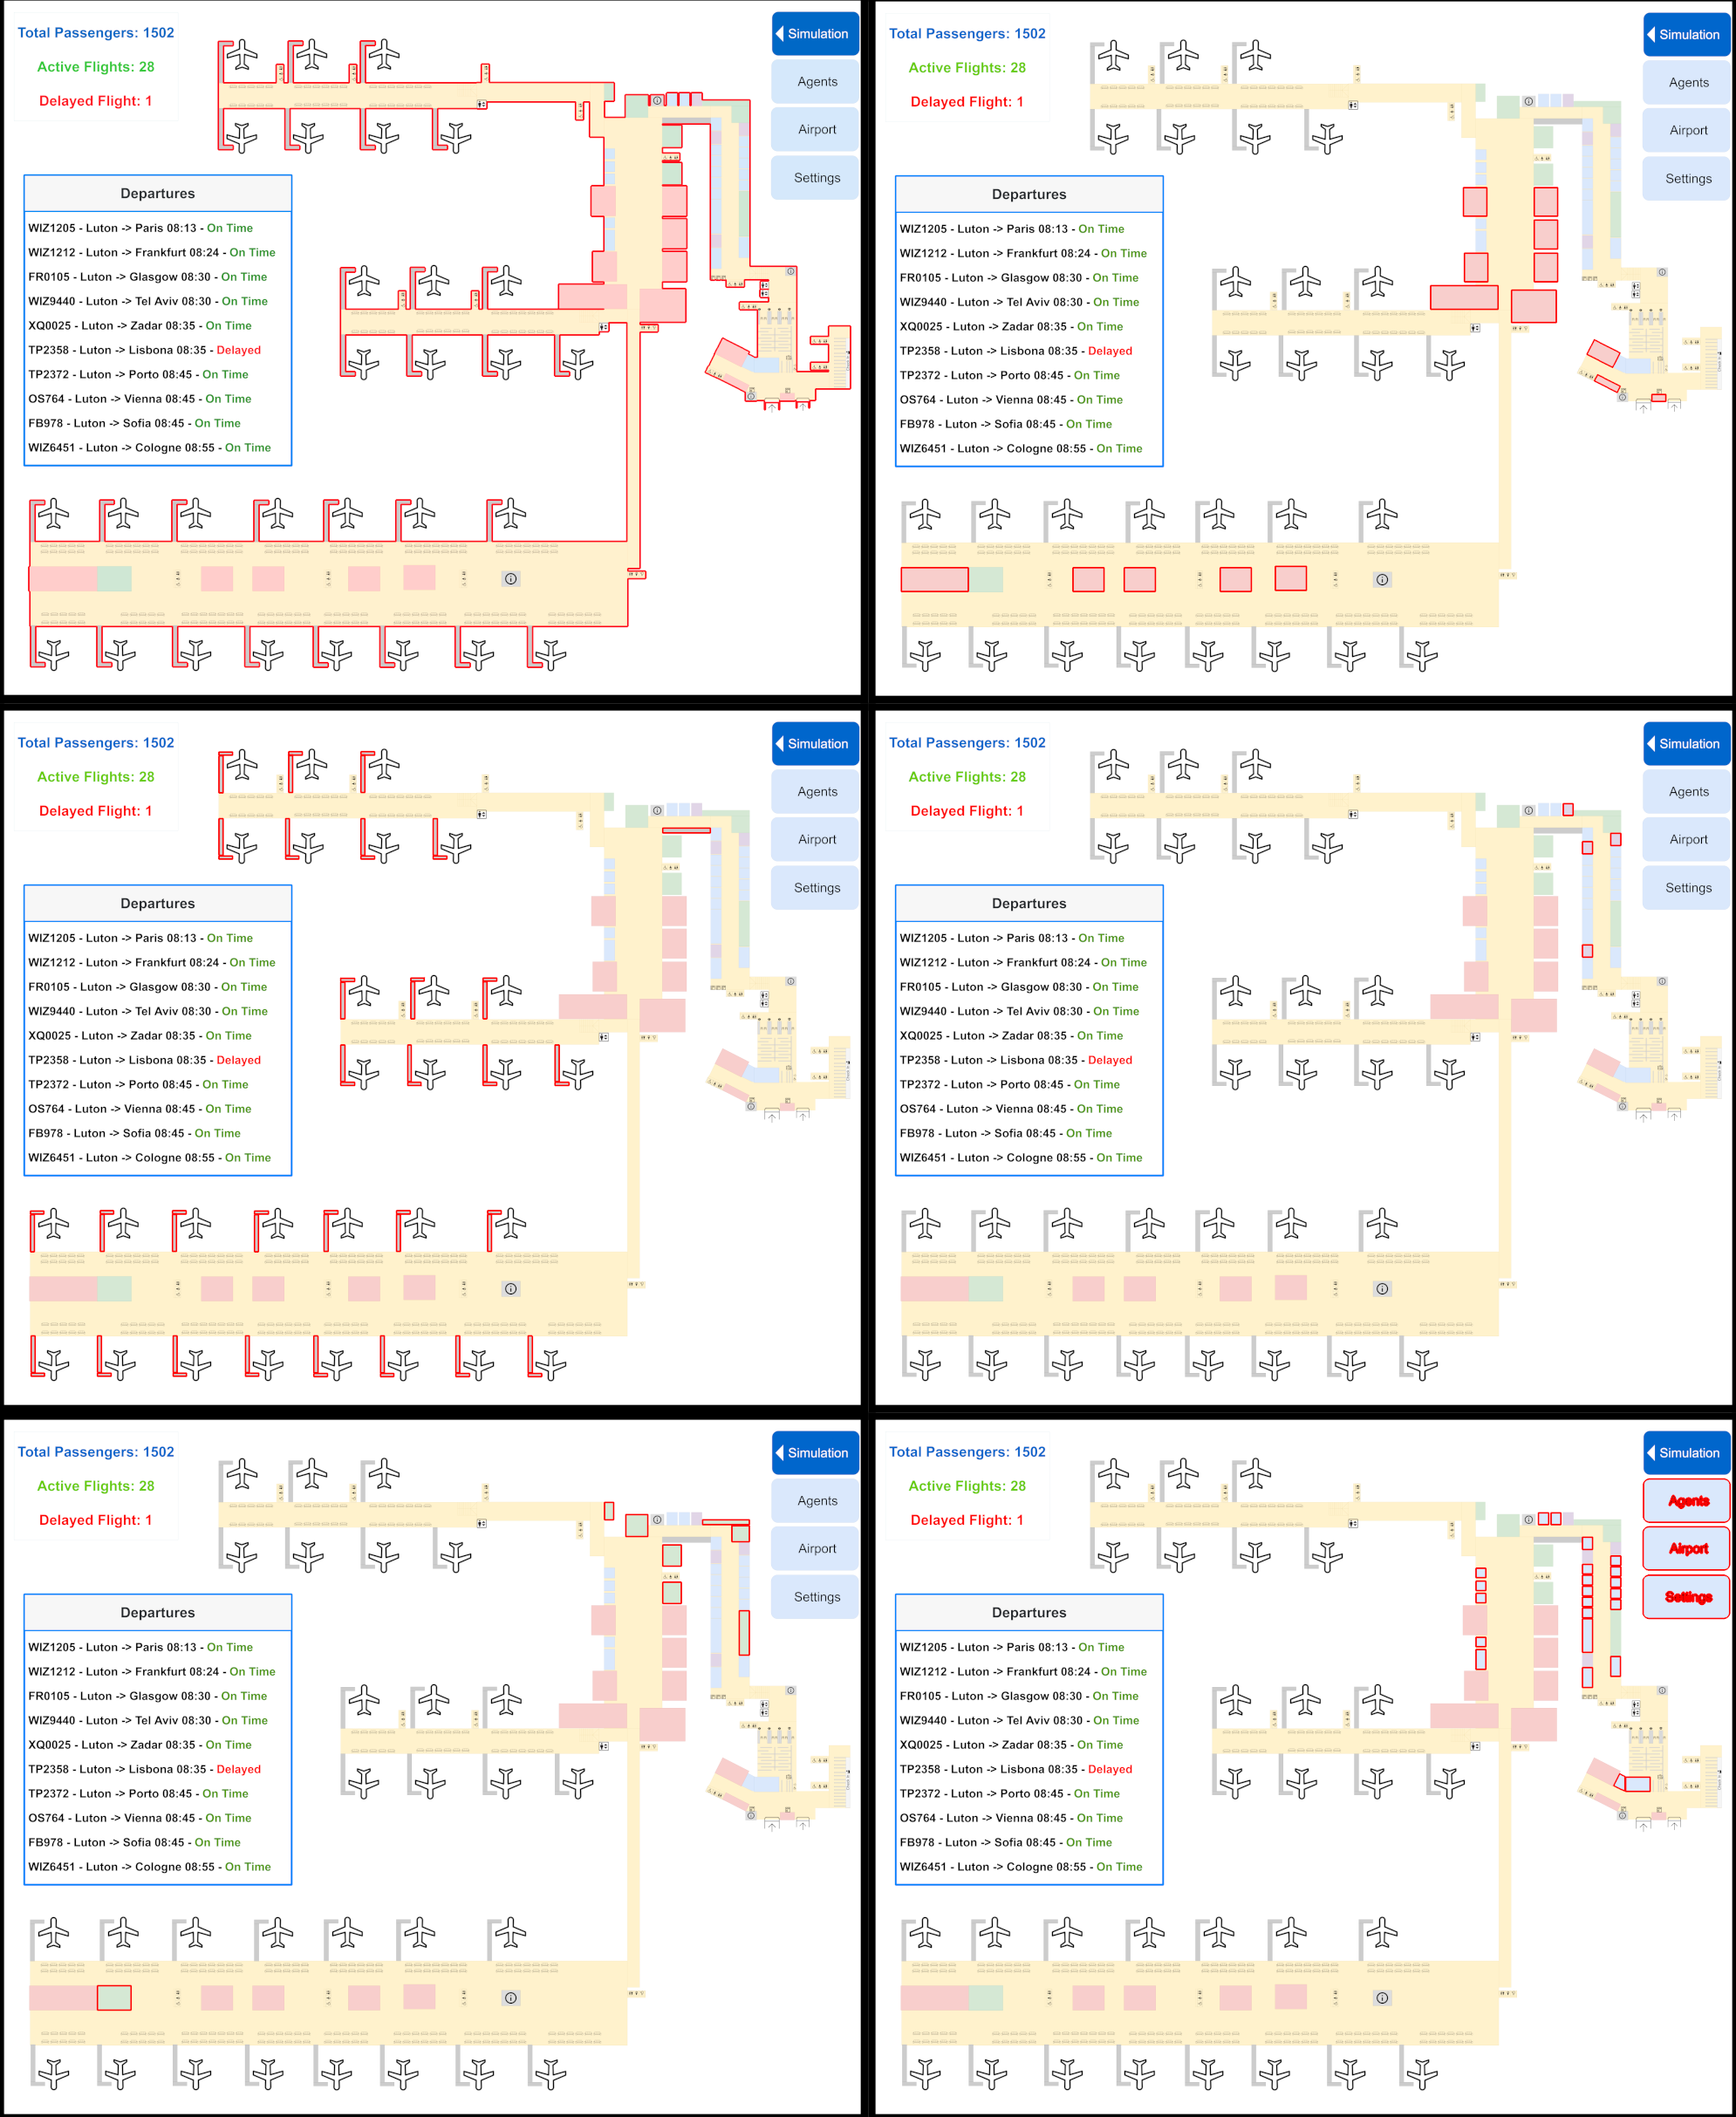 Total Passengers: 1502
Active Flights: 28
Delayed Flight: 1
Simulation
Agents
Airport
Settings
Departures
WIZ1205 - Luton -> Paris 08:13 - On Time
WIZ1212 - Luton -> Frankfurt 08:24 - On Time
FR0105 - Luton -> Glasgow 08:30 - On Time
WIZ9440 - Luton -> Tel Aviv 08:30 - On Time
XQ0025 - Luton -> Zadar 08:35 - On Time
TP2358 - Luton -> Lisbona 08:35 - Delayed
TP2372 - Luton -> Porto 08:45 - On Time
OS764 - Luton -> Vienna 08:45 - On Time
FB978 - Luton -> Sofia 08:45 - On Time
WIZ6451 - Luton -> Cologne 08:55 - On Time
Total Passengers: 1502
Active Flights: 28
Delayed Flight: 1
Simulation
Agents
Airport
Settings
Departures
WIZ1205 - Luton -> Paris 08:13 - On Time
WIZ1212 - Luton -> Frankfurt 08:24 - On Time
FR0105 - Luton -> Glasgow 08:30 - On Time
WIZ9440 - Luton -> Tel Aviv 08:30 - On Time
XQ0025 - Luton -> Zadar 08:35 - On Time
TP2358 - Luton -> Lisbona 08:35 - Delayed
TP2372 - Luton -> Porto 08:45 - On Time
OS764 - Luton -> Vienna 08:45 - On Time
FB978 - Luton -> Sofia 08:45 - On Time
WIZ6451 - Luton -> Cologne 08:55 - On Time
Total Passengers: 1502
Active Flights: 28
Delayed Flight: 1
Simulation
Agents
Airport
Settings
Departures
WIZ1205 - Luton -> Paris 08:13 - On Time
WIZ1212 - Luton -> Frankfurt 08:24 - On Time
FR0105 - Luton -> Glasgow 08:30 - On Time
WIZ9440 - Luton -> Tel Aviv 08:30 - On Time
XQ0025 - Luton -> Zadar 08:35 - On Time
TP2358 - Luton -> Lisbona 08:35 - Delayed
TP2372 - Luton -> Porto 08:45 - On Time
OS764 - Luton -> Vienna 08:45 - On Time
FB978 - Luton -> Sofia 08:45 - On Time
WIZ6451 - Luton -> Cologne 08:55 - On Time
Total Passengers: 1502
Active Flights: 28
Delayed Flight: 1
Simulation
Agents
Airport
Settings
Departures
WIZ1205 - Luton -> Paris 08:13 - On Time
WIZ1212 - Luton -> Frankfurt 08:24 - On Time
FR0105 - Luton -> Glasgow 08:30 - On Time
WIZ9440 - Luton -> Tel Aviv 08:30 - On Time
XQ0025 - Luton -> Zadar 08:35 - On Time
TP2358 - Luton -> Lisbona 08:35 - Delayed
TP2372 - Luton -> Porto 08:45 - On Time
OS764 - Luton -> Vienna 08:45 - On Time
FB978 - Luton -> Sofia 08:45 - On Time
WIZ6451 - Luton -> Cologne 08:55 - On Time
Total Passengers: 1502
Active Flights: 28
Delayed Flight: 1
Simulation
Agents
Airport
Settings
Departures
WIZ1205 - Luton -> Paris 08:13 - On Time
WIZ1212 - Luton -> Frankfurt 08:24 - On Time
FR0105 - Luton -> Glasgow 08:30 - On Time
WIZ9440 - Luton -> Tel Aviv 08:30 - On Time
XQ0025 - Luton -> Zadar 08:35 - On Time
TP2358 - Luton -> Lisbona 08:35 - Delayed
TP2372 - Luton -> Porto 08:45 - On Time
OS764 - Luton -> Vienna 08:45 - On Time
FB978 - Luton -> Sofia 08:45 - On Time
WIZ6451 - Luton -> Cologne 08:55 - On Time
Total Passengers: 1502
Active Flights: 28
Delayed Flight: 1
Simulation
Agents
Airport
Settings
Departures
WIZ1205 - Luton -> Paris 08:13 - On Time
WIZ1212 - Luton -> Frankfurt 08:24 - On Time
FR0105 - Luton -> Glasgow 08:30 - On Time
WIZ9440 - Luton -> Tel Aviv 08:30 - On Time
XQ0025 - Luton -> Zadar 08:35 - On Time
TP2358 - Luton -> Lisbona 08:35 - Delayed
TP2372 - Luton -> Porto 08:45 - On Time
OS764 - Luton -> Vienna 08:45 - On Time
FB978 - Luton -> Sofia 08:45 - On Time
WIZ6451 - Luton -> Cologne 08:55 - On Time